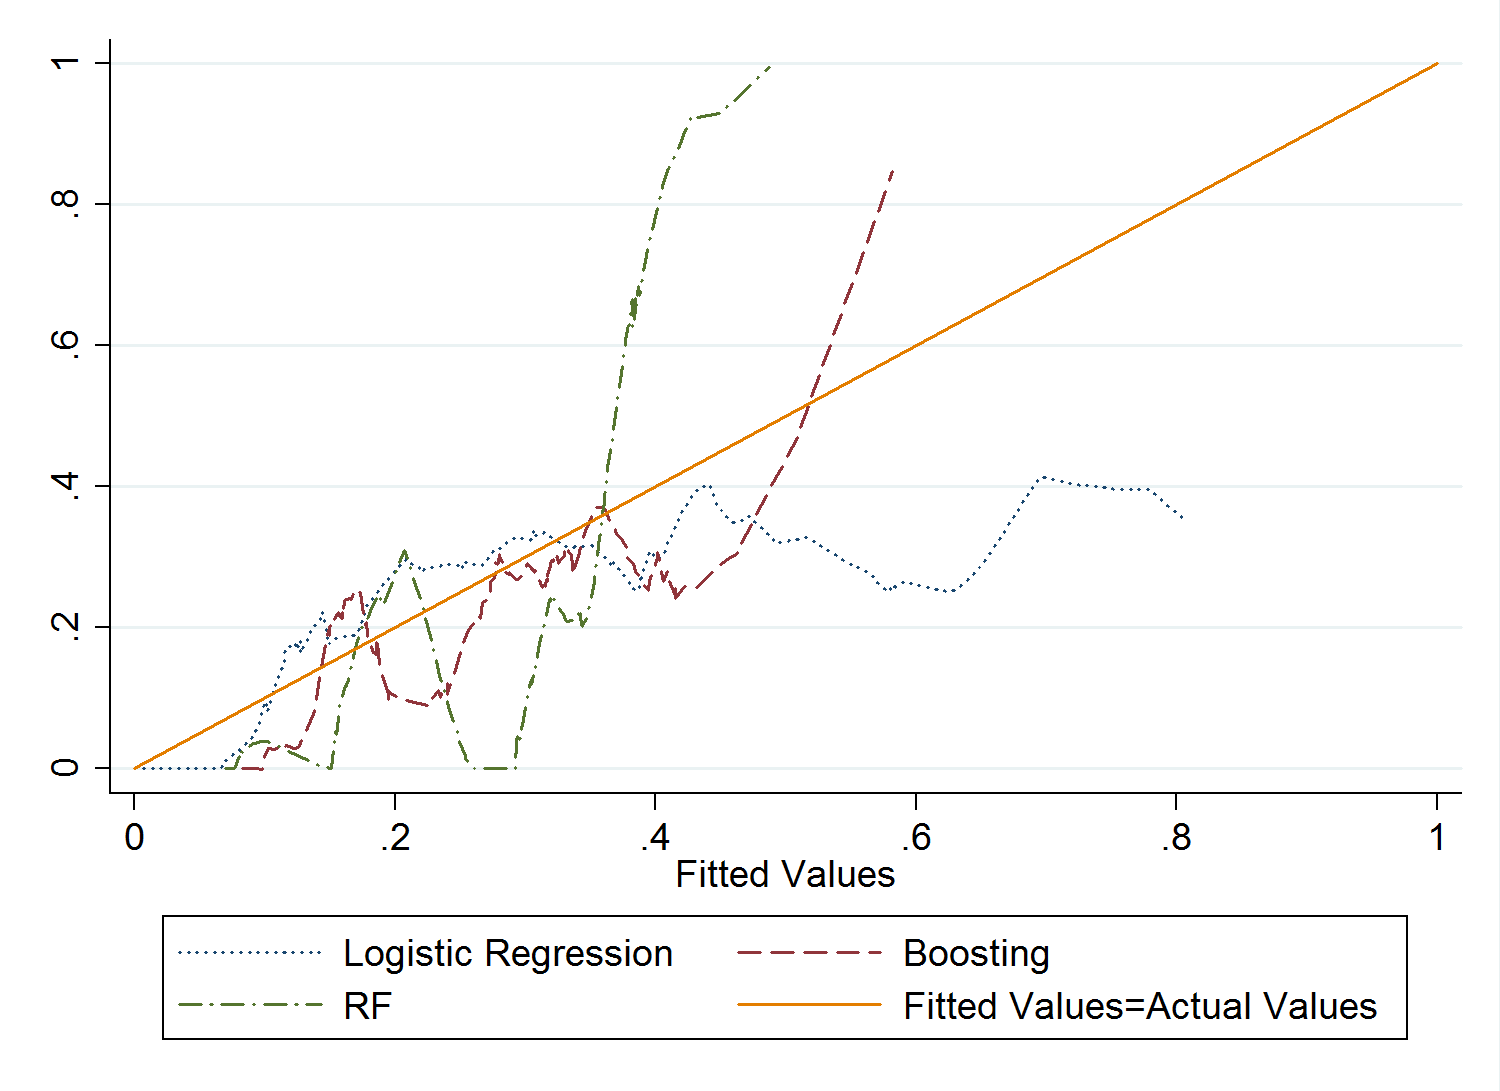 1
.8
.6
.4
.2
0
0 .2 .4 .6 .8 1
Fitted Values
Logistic Regression Boosting
RF Fitted Values=Actual Values